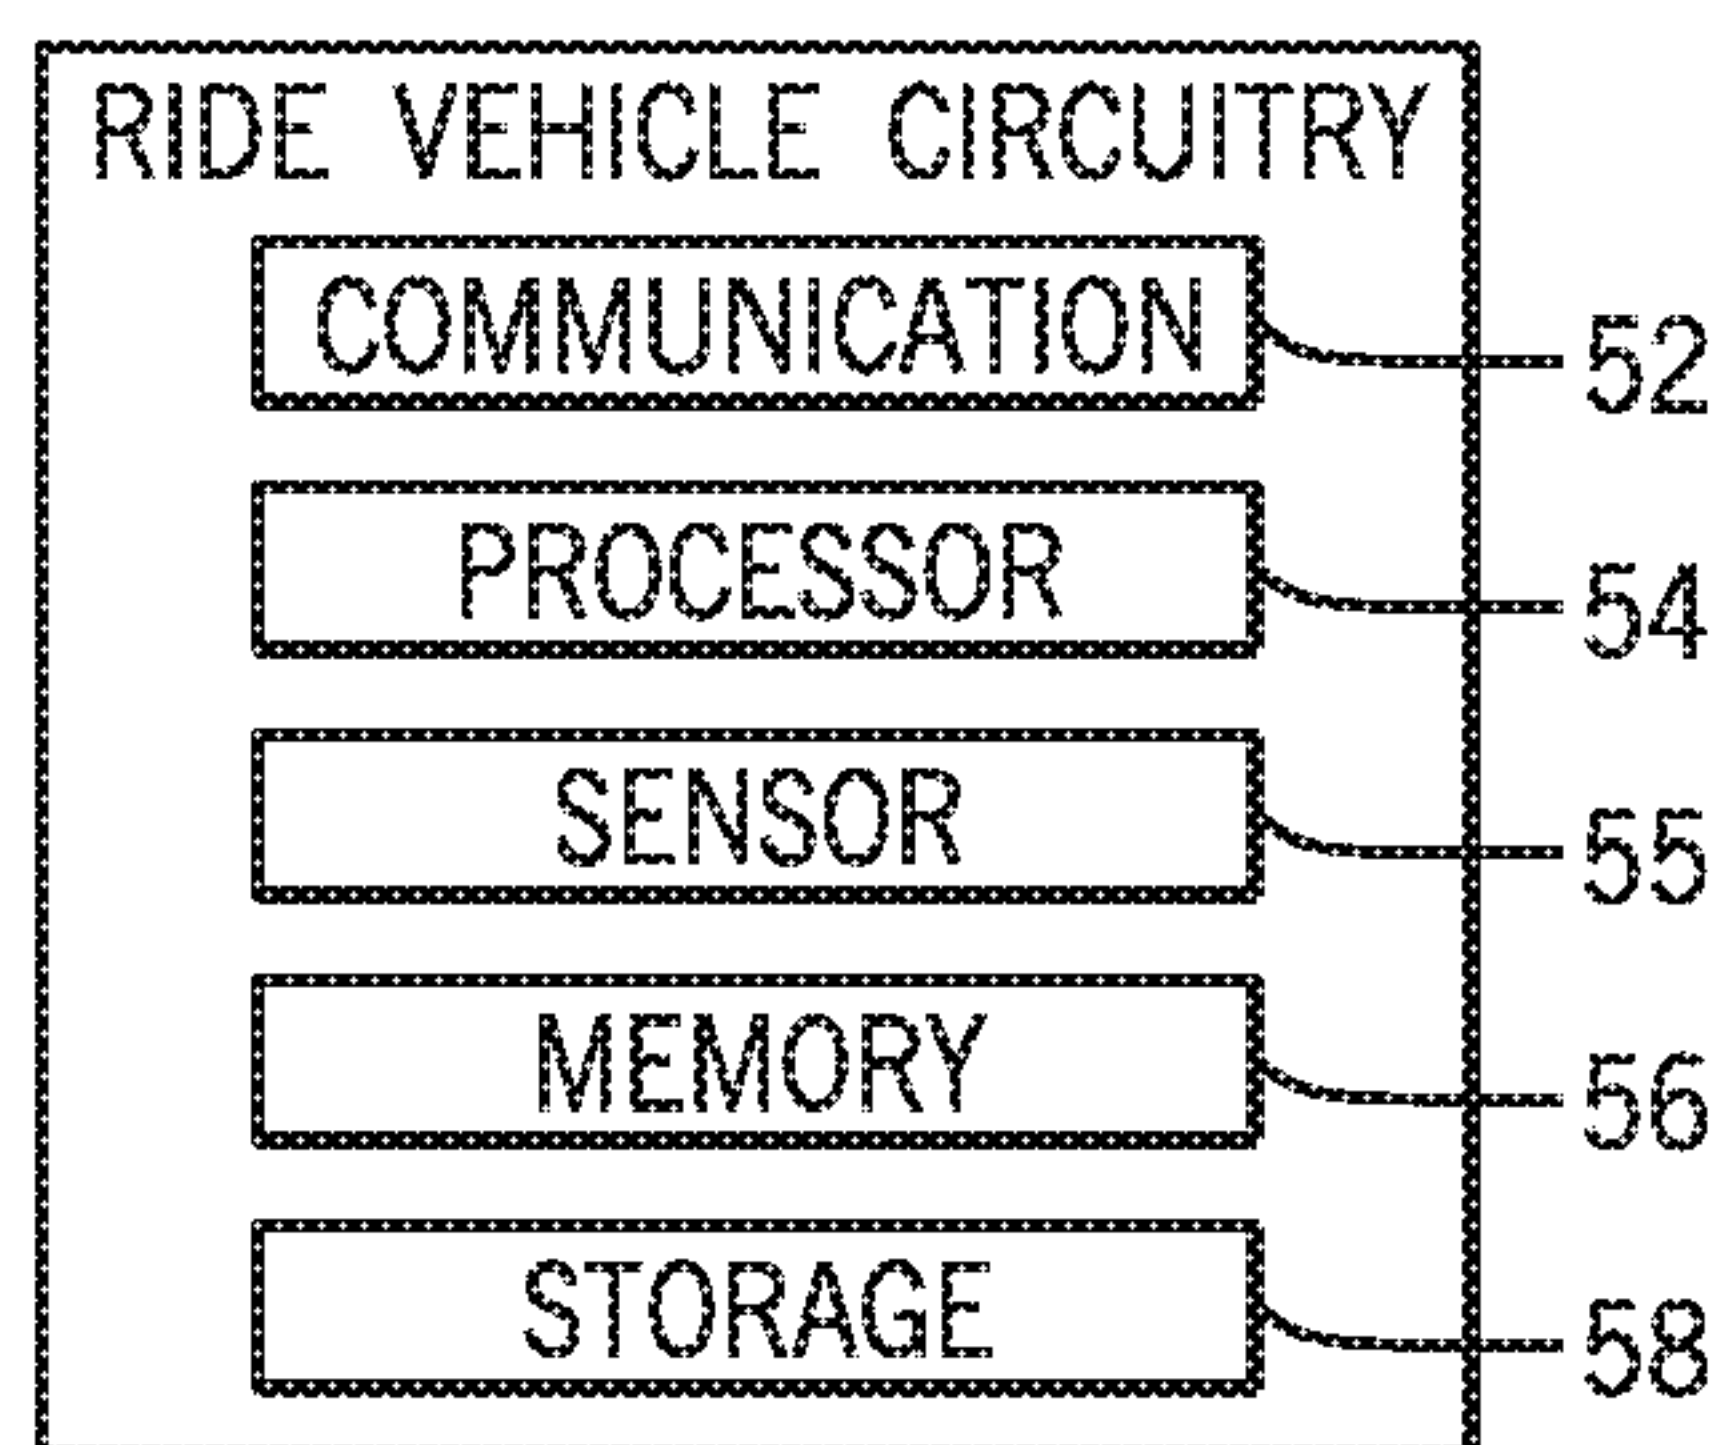 RIDE VEHICLE CIRCUITRY
COMMUNICATION 52
PROCESSOR 54
SENSOR 55
MEMORY 56
STORAGE 58